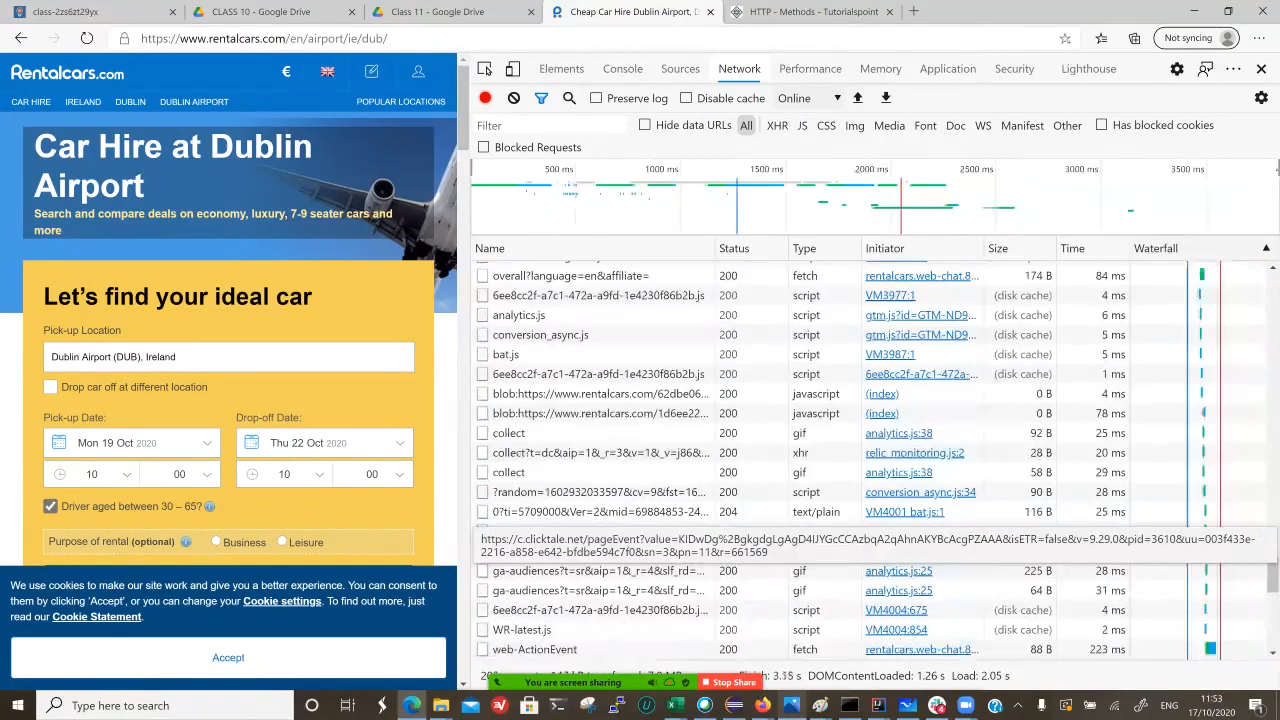 class-2zs6zt29yz
Class 10 - Google Drive
CLASS 10 - Google Drive
Cheap Car Hire Dublin Airport, D
HTTP - Methods - Tutorialspoint
https://www.rentalcars.com/en/airport/ie/dub/
Not syncing
Rentalcars.com
€
CAR HIRE IRELAND DUBLIN DUBLIN AIRPORT POPULAR LOCATIONS
Car Hire at Dublin
Airport
Search and compare deals on economy, luxury, 7-9 seater cars and
more
Let's find your ideal car
Pick-up Location
Dublin Airport (DUB), Ireland
Drop car off at different location
Pick-up Date: Drop-off Date:
Mon 19 Oct 2020 Thu 22 Oct 2020
10 00 10 00
Driver aged between 30 – 65?
Purpose of rental (optional) Business Leisure
We use cookies to make our site work and give you a better experience. You can consent
to them by clicking 'Accept', or you can change your Cookie settings. To find out more, just
read our Cookie Statement.
Accept
Elements Console Sources Network Performance Memory Application Security Lighthouse
Preserve log Disable cache Online
Filter Hide data URLs All XHR JS CSS Img Media Font Doc WS Manifest Other Has blocked cookies
Blocked Requests
500 ms 1000 ms 1500 ms 2000 ms 2500 ms 3000 ms 3500 ms
Name Status Type Initiator Size Time Waterfall
overall?language=en&affiliate= 200 fetch rentalcars.web-chat.8... 174 B 84 ms
6ee8cc2f-a7c1-472a-a9fd-1e4230f86b2b.js 200 script VM3977:1 (disk cache) 4 ms
analytics.js 200 script gtm.js?id=GTM-ND9... (disk cache) 6 ms
conversion_async.js 200 script gtm.js?id=GTM-ND9... (disk cache) 5 ms
bat.js 200 script VM3987:1 (disk cache) 4 ms
6ee8cc2f-a7c1-472a-a9fd-1e4230f86b2b.js 200 script 6ee8cc2f-a7c1-472a-... (disk cache) 1 ms
blob:https://www.rentalcars.com/62dbe06... 200 javascript (index) 0 B 4 ms
blob:https://www.rentalcars.com/1d6ee22... 200 javascript (index) 0 B 78 ms
collect 200 gif analytics.js:38 92 B 25 ms
collect?t=dc&aip=1&_r=3&v=1&_v=j86&... 200 xhr relic_monitoring.js:2 28 B 20 ms
collect 200 gif analytics.js:38 58 B 29 ms
?random=1602932033597&cv=9&fst=16... 200 script conversion_async.js:34 90 B 25 ms
0?ti=57090008&Ver=2&mid=69884853-24... 204 text/plain VM4001 bat.js:1 116 B 25 ms
https://c.clicktale.net/pageEvent?value=KIDwDg%2BgkgdgLgAgD4IJYGcCCAzbpA2qAhnAKYBcAcgPZAAA&isETR=false&v=9.29.0&pid=3610&uu=003f433e-
2216-a858-e642-bfdbe594c7f0&sn=3&pn=11&r=661569
ga-audiences?t=sr&aip=1&_r=4&slf_rd=... 200 gif analytics.js:25 225 B 28 ms
ga-audiences?t=sr&aip=1&_r=4&slf_rd=... 200 gif analytics.js:25 64 B 31 ms
6ee8cc2f-a7c1-472a-a9fd-1e4230f86b2b.js 200 script VM4004:675 (disk cache) 4 ms
WR-latest.js 200 script VM4004:854 (disk cache) 2 ms
web-ActionEvent 200 fetch rentalcars.web-chat.8... 88 B 223 ms
3.15 s DOMContentLoaded: 1.26 s Load: 2.05 s
You are screen sharing Stop Share
Type here to search
11:53
17/10/2020